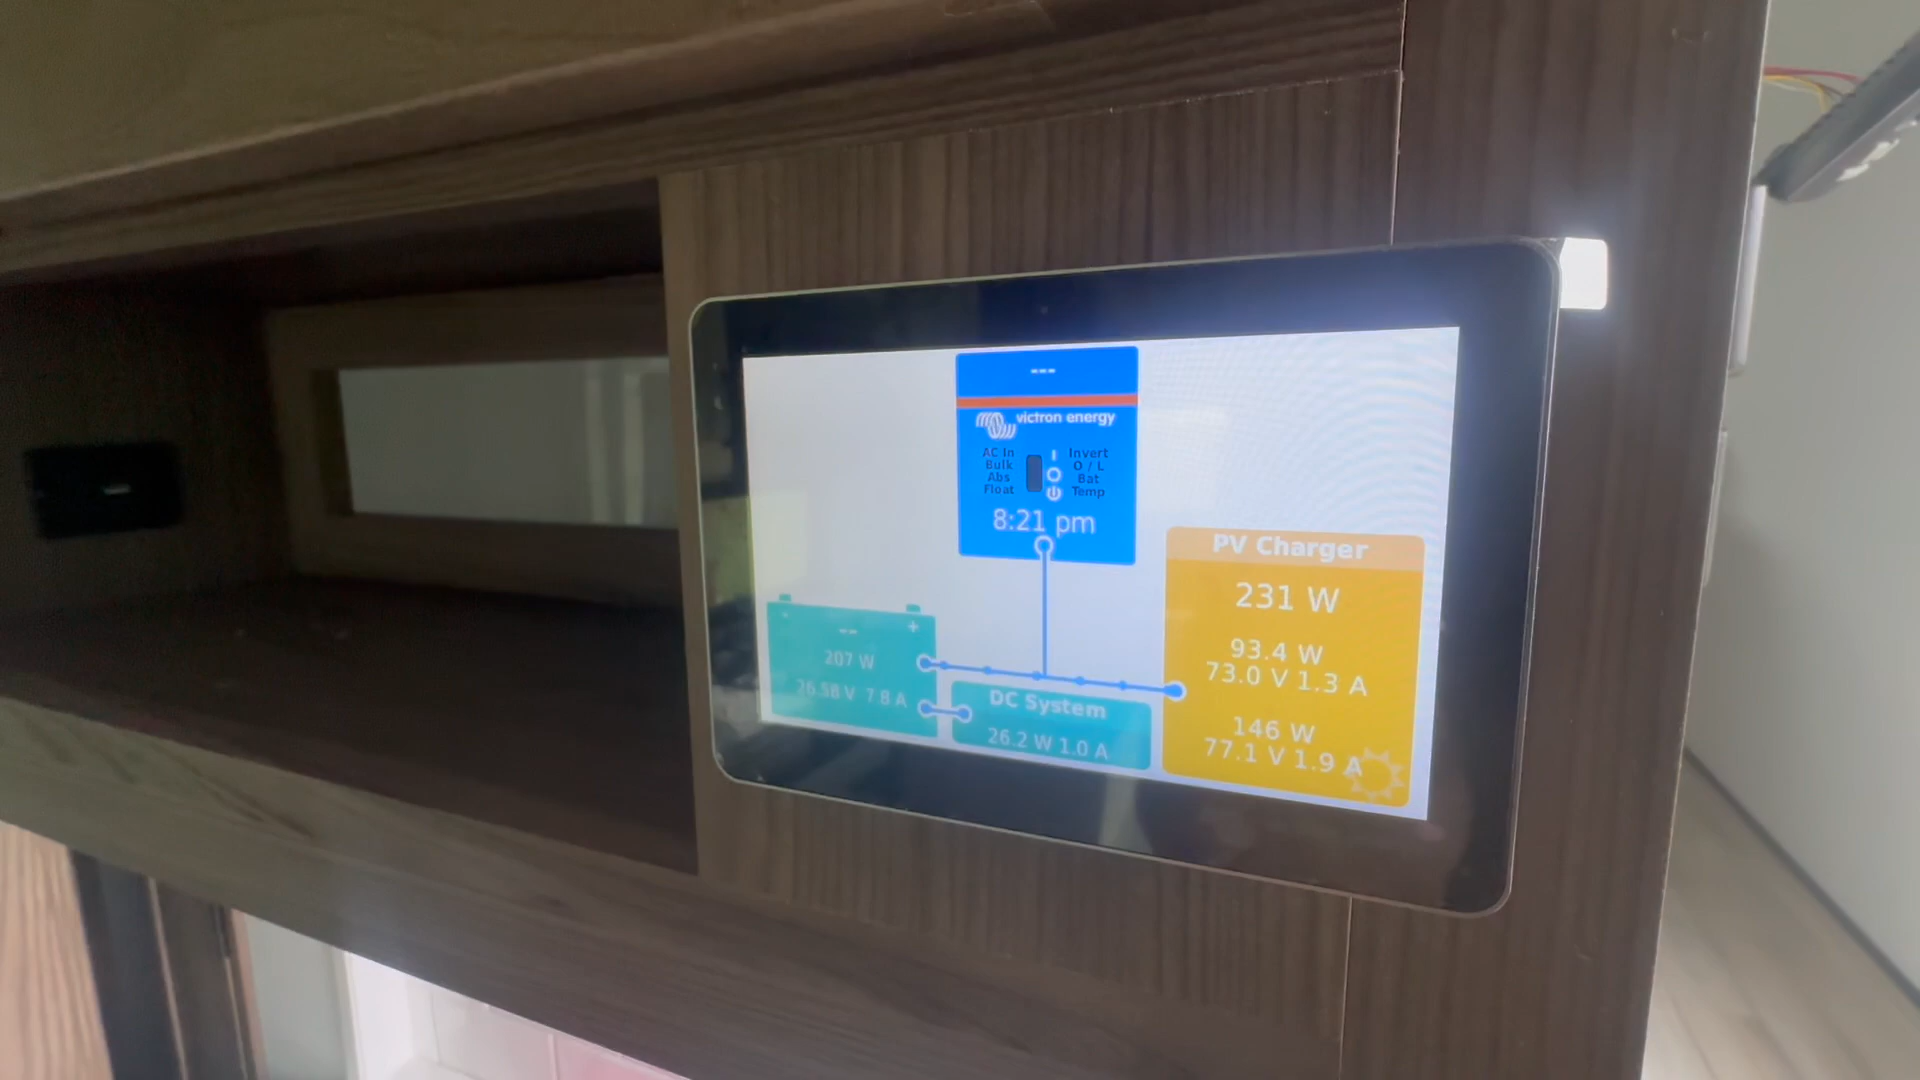 ---
victron energy
AC In
Bulk
Abs
Float
Invert
O / L
Bat
Temp
8:21 pm
PV Charger
231 W
93.4 W
73.0 V 1.3 A
146 W
77.1 V 1.9 A
- +
--
207 W
26.58 V 7.8 A
DC System
26.2 W 1.0 A